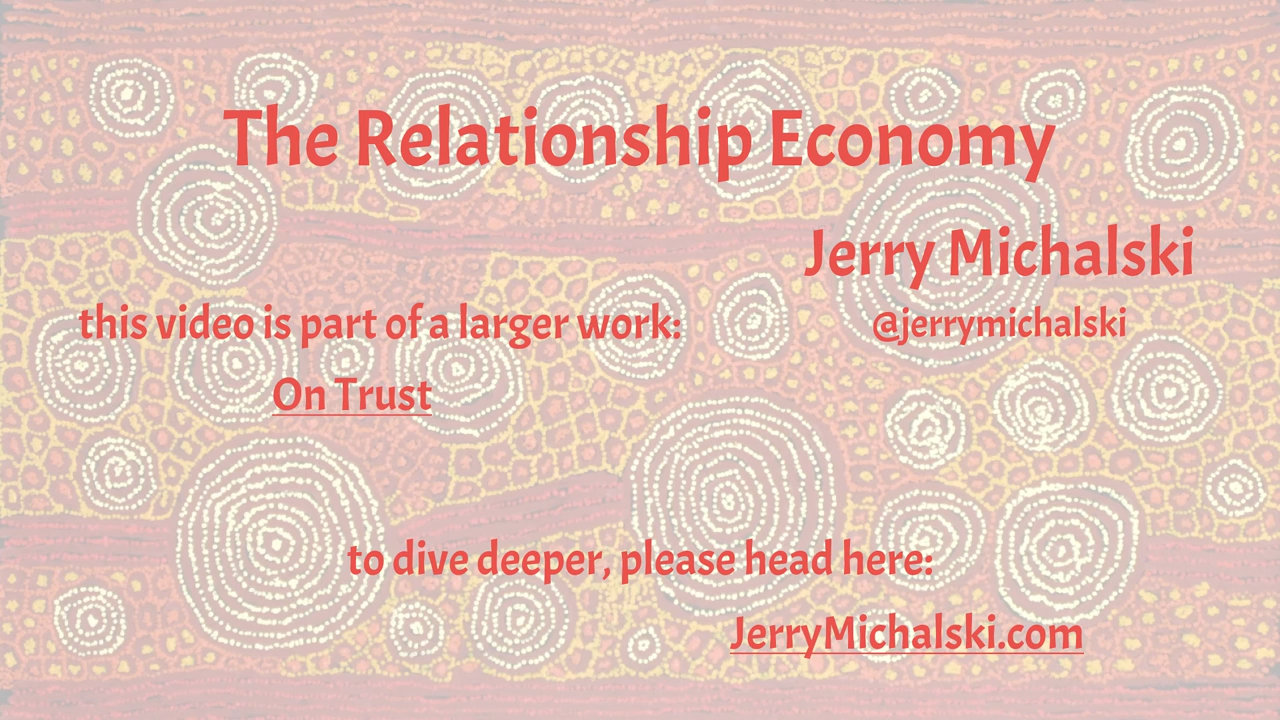 The Relationship Economy
Jerry Michalski
@jerrymichalski
this video is part of a larger work:
On Trust
to dive deeper, please head here:
JerryMichalski.com